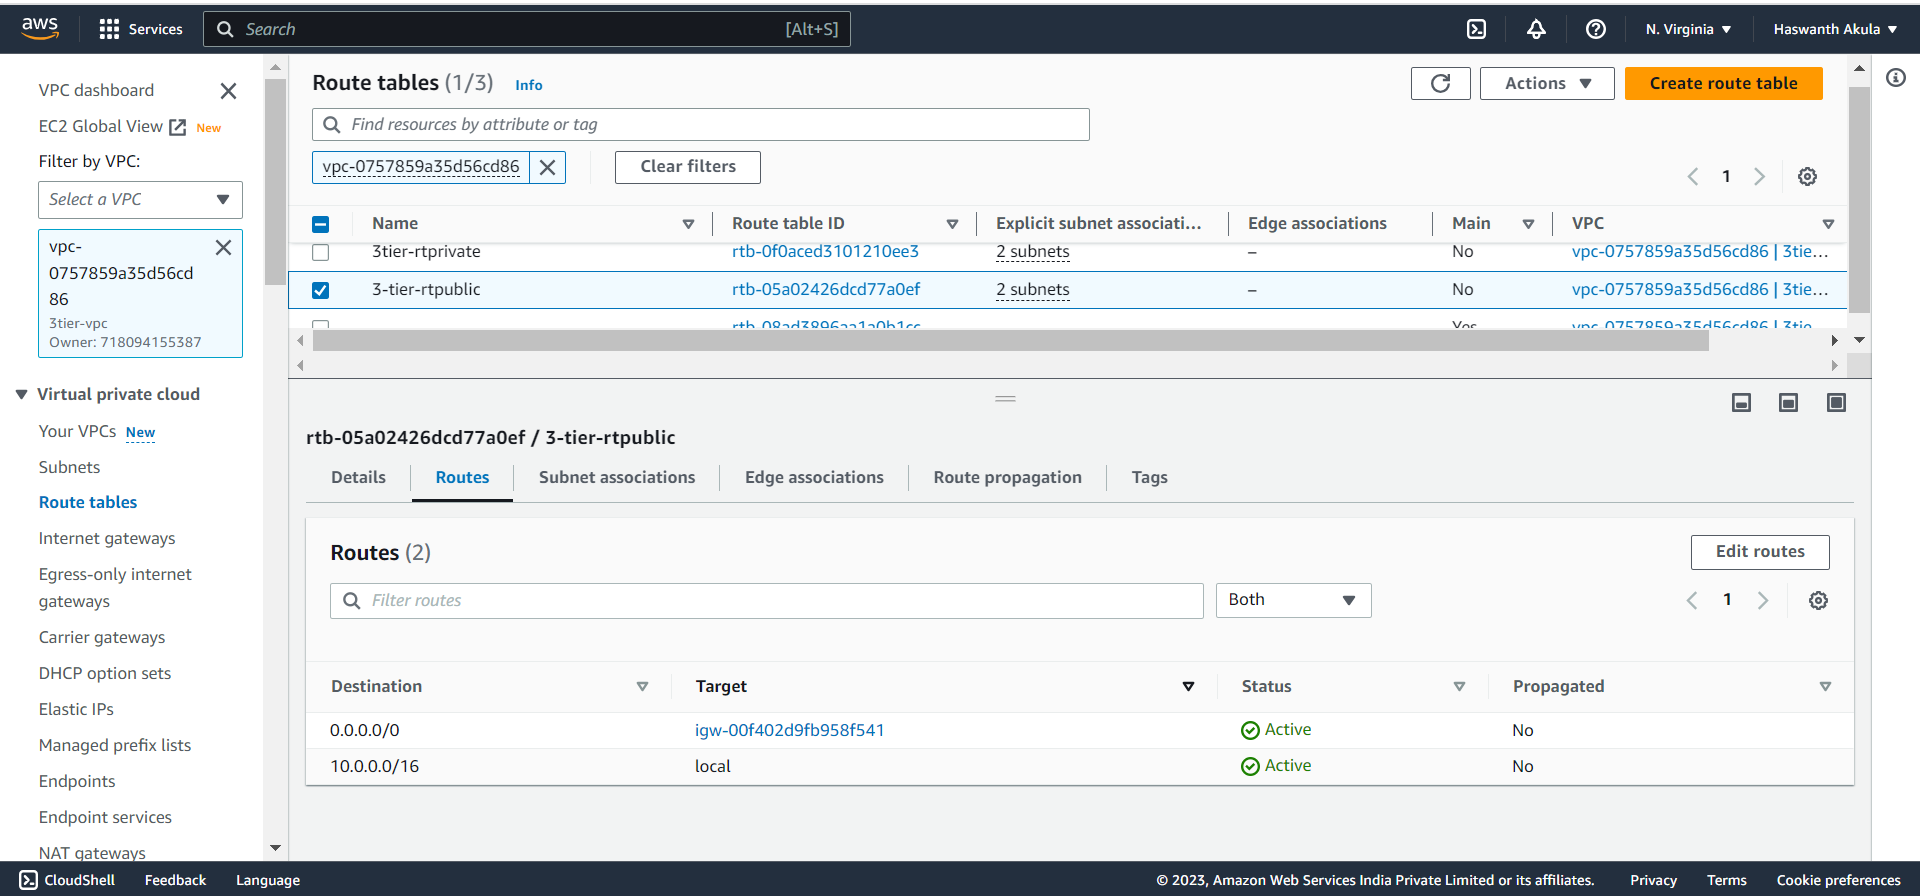 aws
Services
Search
[Alt+S]
N. Virginia
Haswanth Akula
VPC dashboard
EC2 Global View New
Filter by VPC:
Select a VPC
vpc-
0757859a35d56cd
86
3tier-vpc
Owner: 718094155387
Virtual private cloud
Your VPCs New
Subnets
Route tables
Internet gateways
Egress-only internet
gateways
Carrier gateways
DHCP option sets
Elastic IPs
Managed prefix lists
Endpoints
Endpoint services
NAT gateways
Route tables (1/3) Info
Actions
Create route table
Find resources by attribute or tag
vpc-0757859a35d56cd86
Clear filters
1
Name Route table ID Explicit subnet associati... Edge associations Main VPC
3tier-rtprivate rtb-0f0aced3101210ee3 2 subnets – No vpc-0757859a35d56cd86 | 3tie...
3-tier-rtpublic rtb-05a02426dcd77a0ef 2 subnets – No vpc-0757859a35d56cd86 | 3tie...
rtb-08ad3896aa1a0b1cc Yes vpc-0757859a35d56cd86 | 3tie...
rtb-05a02426dcd77a0ef / 3-tier-rtpublic
Details Routes Subnet associations Edge associations Route propagation Tags
Routes (2)
Edit routes
Filter routes
Both
1
Destination Target Status Propagated
0.0.0.0/0 igw-00f402d9fb958f541 Active No
10.0.0.0/16 local Active No
CloudShell Feedback Language
© 2023, Amazon Web Services India Private Limited or its affiliates. Privacy Terms Cookie preferences